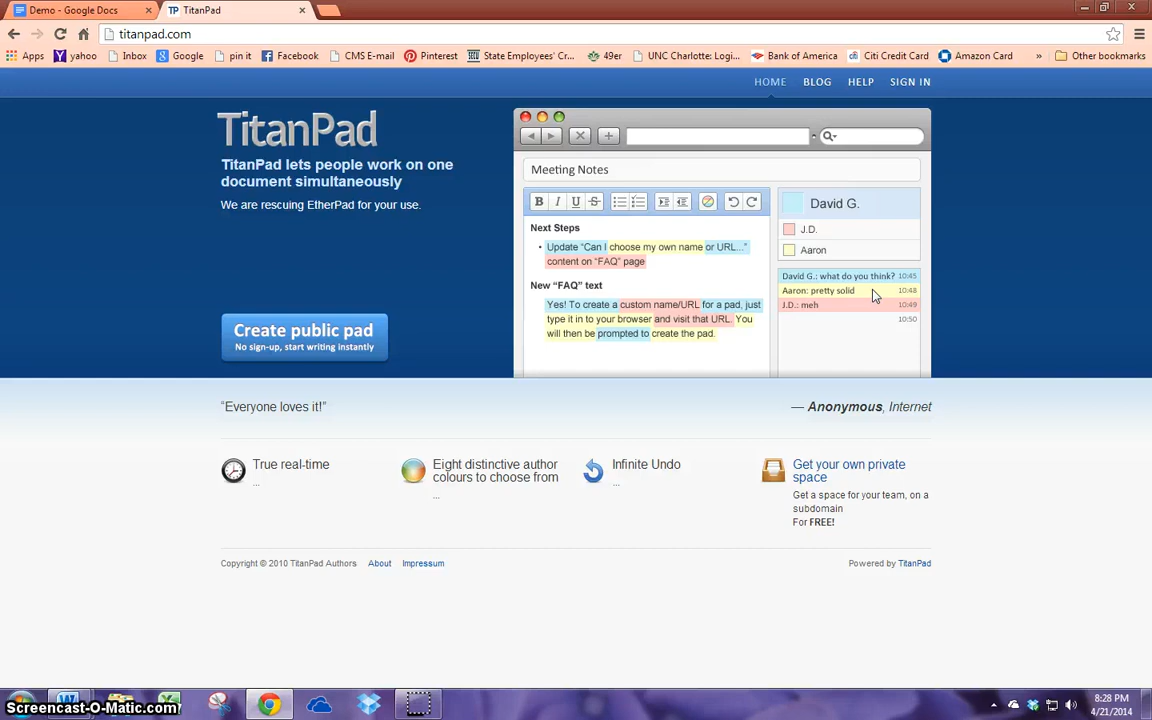 Demo - Google Docs
TitanPad
titanpad.com
Apps
yahoo
Inbox
Google
pin it
Facebook
CMS E-mail
Pinterest
State Employees' Cr...
49er
UNC Charlotte: Logi...
Bank of America
Citi Credit Card
Amazon Card
»
Other bookmarks
HOME BLOG HELP SIGN IN
TitanPad
TitanPad lets people work on one
document simultaneously
We are rescuing EtherPad for your use.
Create public pad
No sign-up, start writing instantly
Meeting Notes
B I U S
Next Steps
• Update “Can I choose my own name or URL...”
content on “FAQ” page
New “FAQ” text
Yes! To create a custom name/URL for a pad, just
type it in to your browser and visit that URL. You
will then be prompted to create the pad.
David G.
J.D.
Aaron
David G.: what do you think? 10:45
Aaron: pretty solid 10:48
J.D.: meh 10:49
10:50
“Everyone loves it!”
— Anonymous, Internet
True real-time
...
Eight distinctive author
colours to choose from
...
Infinite Undo
...
Get your own private
space
Get a space for your team, on a
subdomain
For FREE!
Copyright © 2010 TitanPad Authors About Impressum
Powered by TitanPad
Screencast-O-Matic.com
8:28 PM
4/21/2014